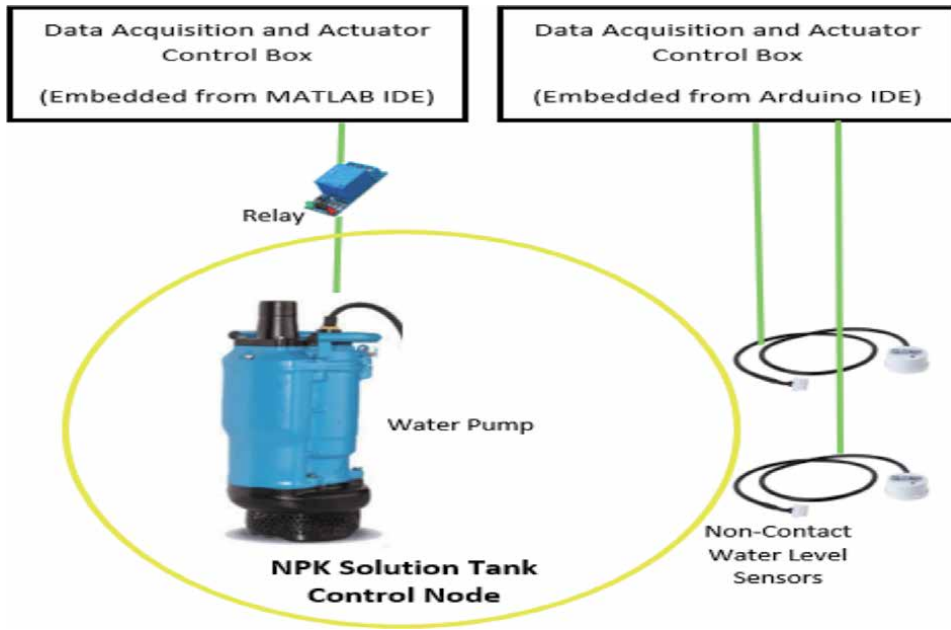 Data Acquisition and Actuator
Control Box
(Embedded from MATLAB IDE)
Data Acquisition and Actuator
Control Box
(Embedded from Arduino IDE)
Relay
Water Pump
Non-Contact
Water Level
Sensors
NPK Solution Tank
Control Node